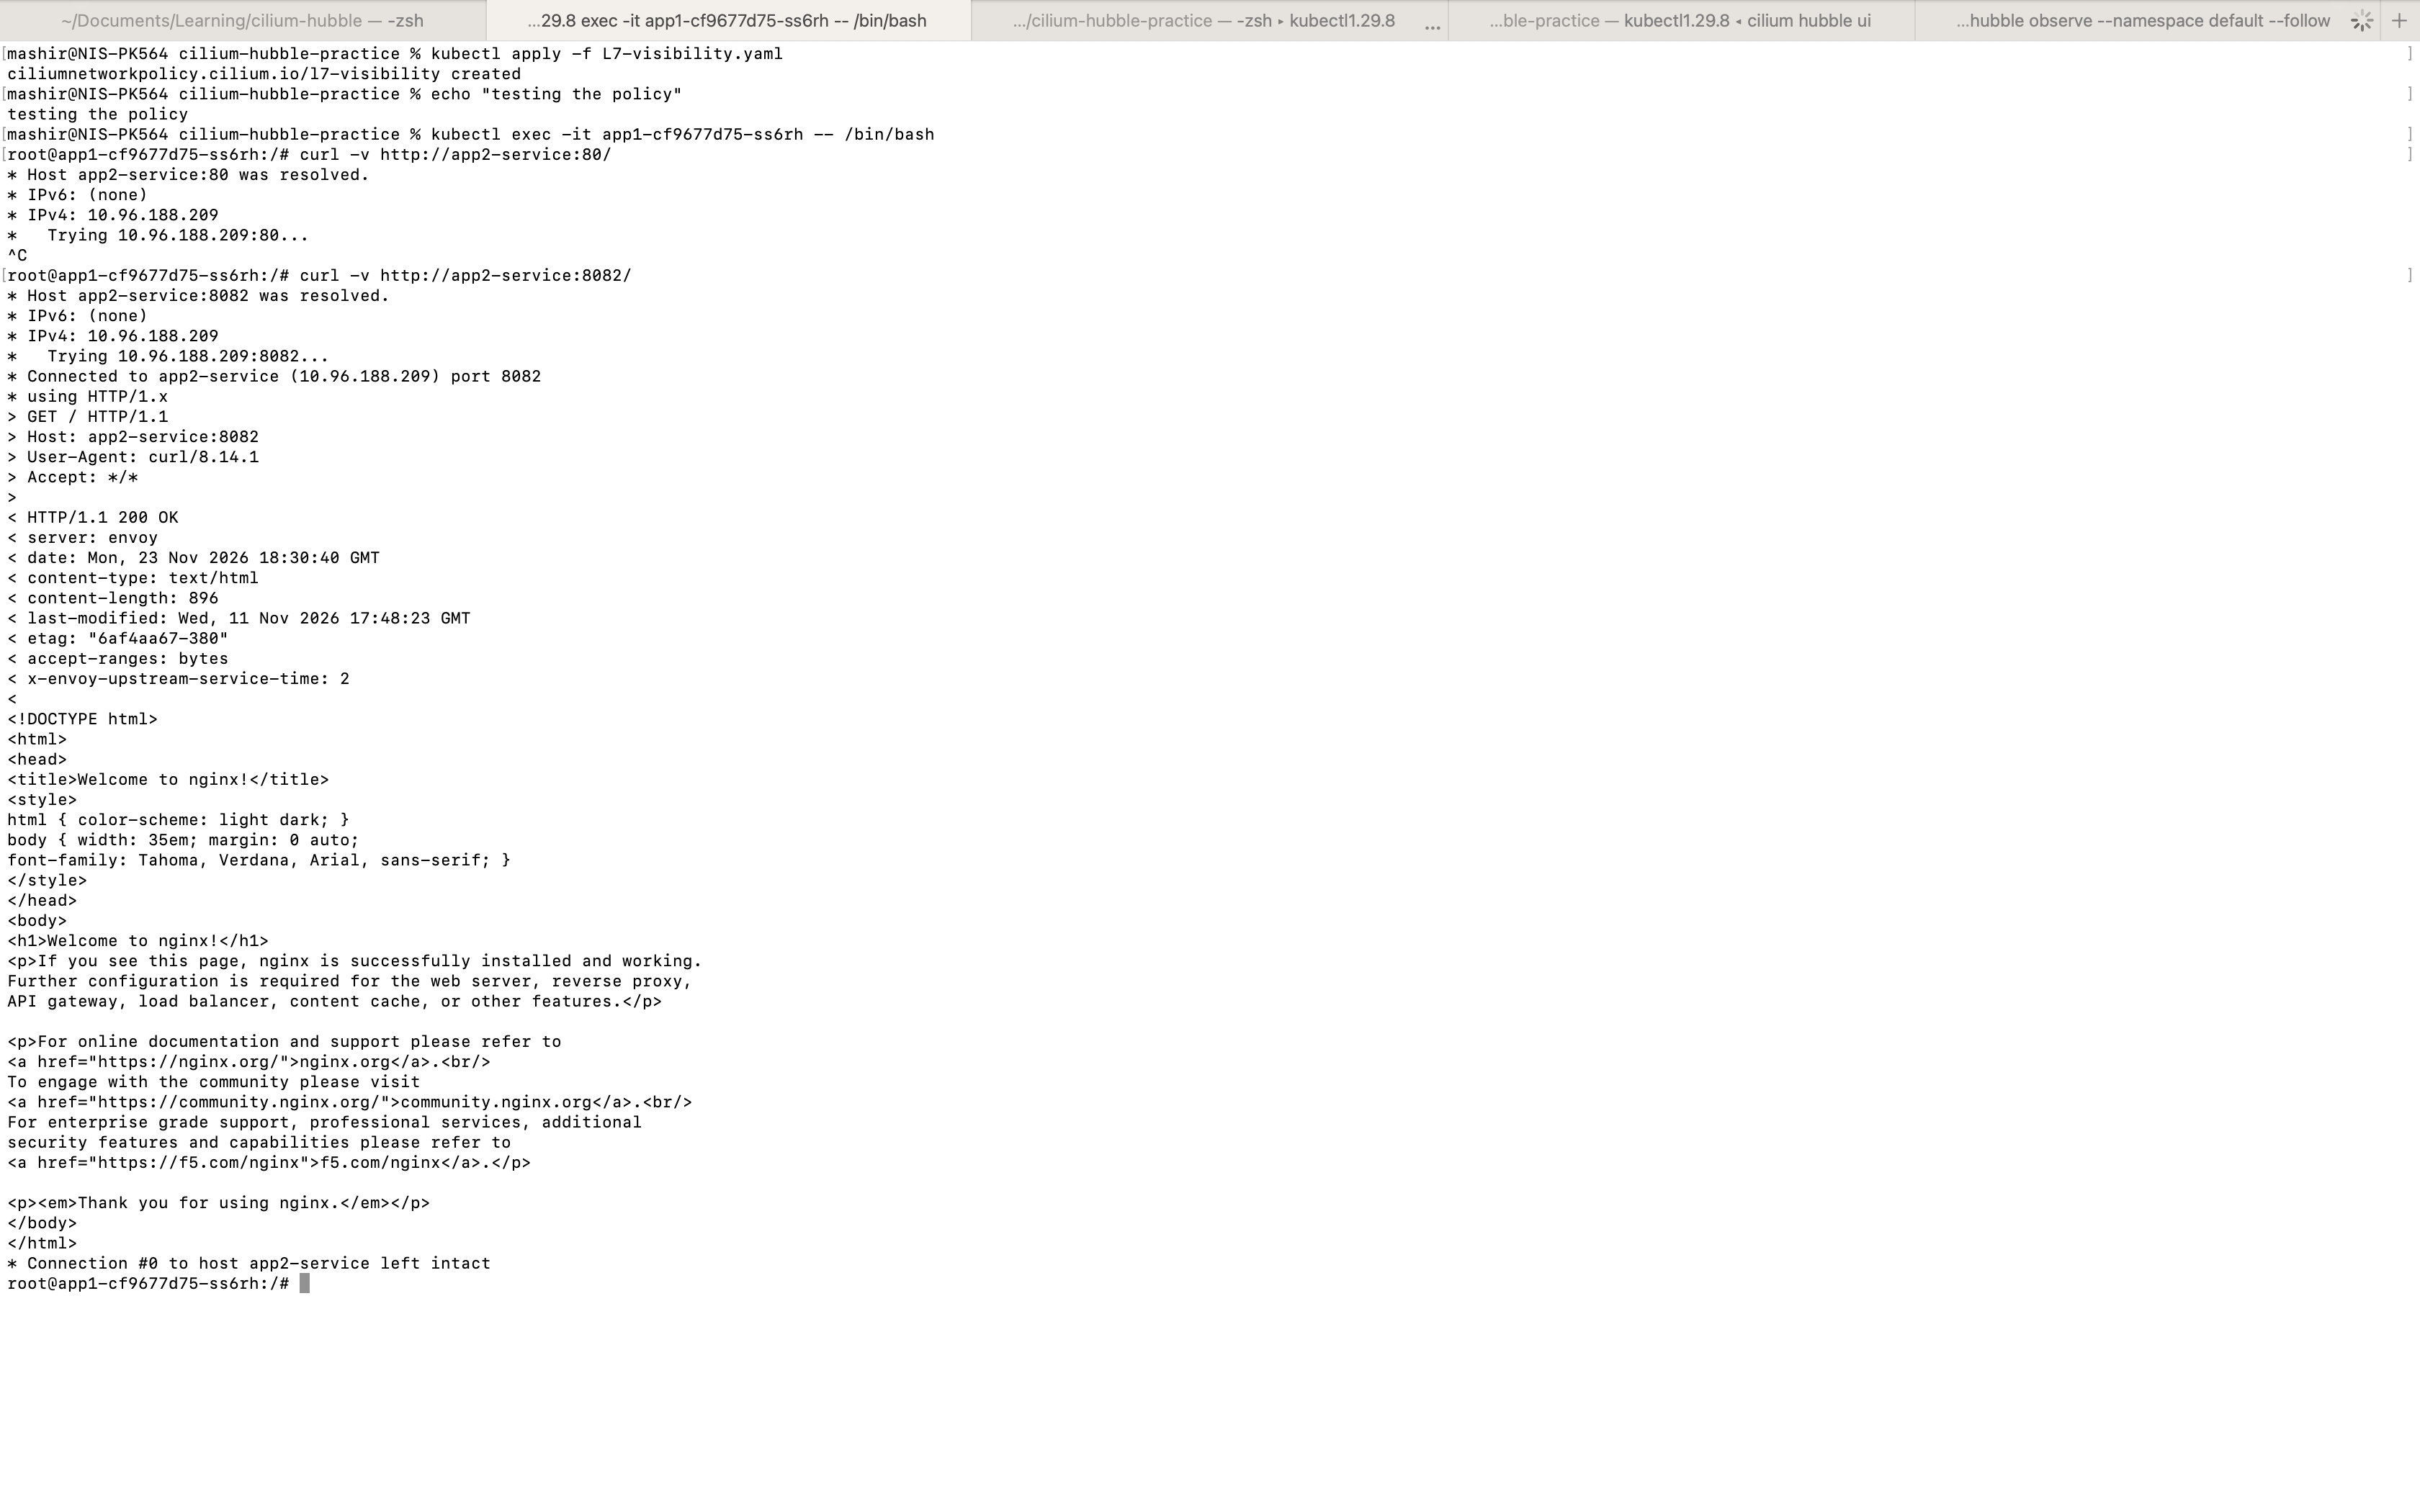 ~/Documents/Learning/cilium-hubble — -zsh
...29.8 exec -it app1-cf9677d75-ss6rh -- /bin/bash
.../cilium-hubble-practice — -zsh ▸ kubectl1.29.8 ...
...ble-practice — kubectl1.29.8 ◂ cilium hubble ui
...hubble observe --namespace default --follow
+
[mashir@NIS-PK564 cilium-hubble-practice % kubectl apply -f L7-visibility.yaml ]
ciliumnetworkpolicy.cilium.io/l7-visibility created
[mashir@NIS-PK564 cilium-hubble-practice % echo "testing the policy" ]
testing the policy
[mashir@NIS-PK564 cilium-hubble-practice % kubectl exec -it app1-cf9677d75-ss6rh -- /bin/bash ]
[root@app1-cf9677d75-ss6rh:/# curl -v http://app2-service:80/ ]
* Host app2-service:80 was resolved.
* IPv6: (none)
* IPv4: 10.96.188.209
*   Trying 10.96.188.209:80...
^C
[root@app1-cf9677d75-ss6rh:/# curl -v http://app2-service:8082/ ]
* Host app2-service:8082 was resolved.
* IPv6: (none)
* IPv4: 10.96.188.209
*   Trying 10.96.188.209:8082...
* Connected to app2-service (10.96.188.209) port 8082
* using HTTP/1.x
> GET / HTTP/1.1
> Host: app2-service:8082
> User-Agent: curl/8.14.1
> Accept: */*
>
< HTTP/1.1 200 OK
< server: envoy
< date: Mon, 23 Nov 2026 18:30:40 GMT
< content-type: text/html
< content-length: 896
< last-modified: Wed, 11 Nov 2026 17:48:23 GMT
< etag: "6af4aa67-380"
< accept-ranges: bytes
< x-envoy-upstream-service-time: 2
<
<!DOCTYPE html>
<html>
<head>
<title>Welcome to nginx!</title>
<style>
html { color-scheme: light dark; }
body { width: 35em; margin: 0 auto;
font-family: Tahoma, Verdana, Arial, sans-serif; }
</style>
</head>
<body>
<h1>Welcome to nginx!</h1>
<p>If you see this page, nginx is successfully installed and working.
Further configuration is required for the web server, reverse proxy,
API gateway, load balancer, content cache, or other features.</p>

<p>For online documentation and support please refer to
<a href="https://nginx.org/">nginx.org</a>.<br/>
To engage with the community please visit
<a href="https://community.nginx.org/">community.nginx.org</a>.<br/>
For enterprise grade support, professional services, additional
security features and capabilities please refer to
<a href="https://f5.com/nginx">f5.com/nginx</a>.</p>

<p><em>Thank you for using nginx.</em></p>
</body>
</html>
* Connection #0 to host app2-service left intact
root@app1-cf9677d75-ss6rh:/#